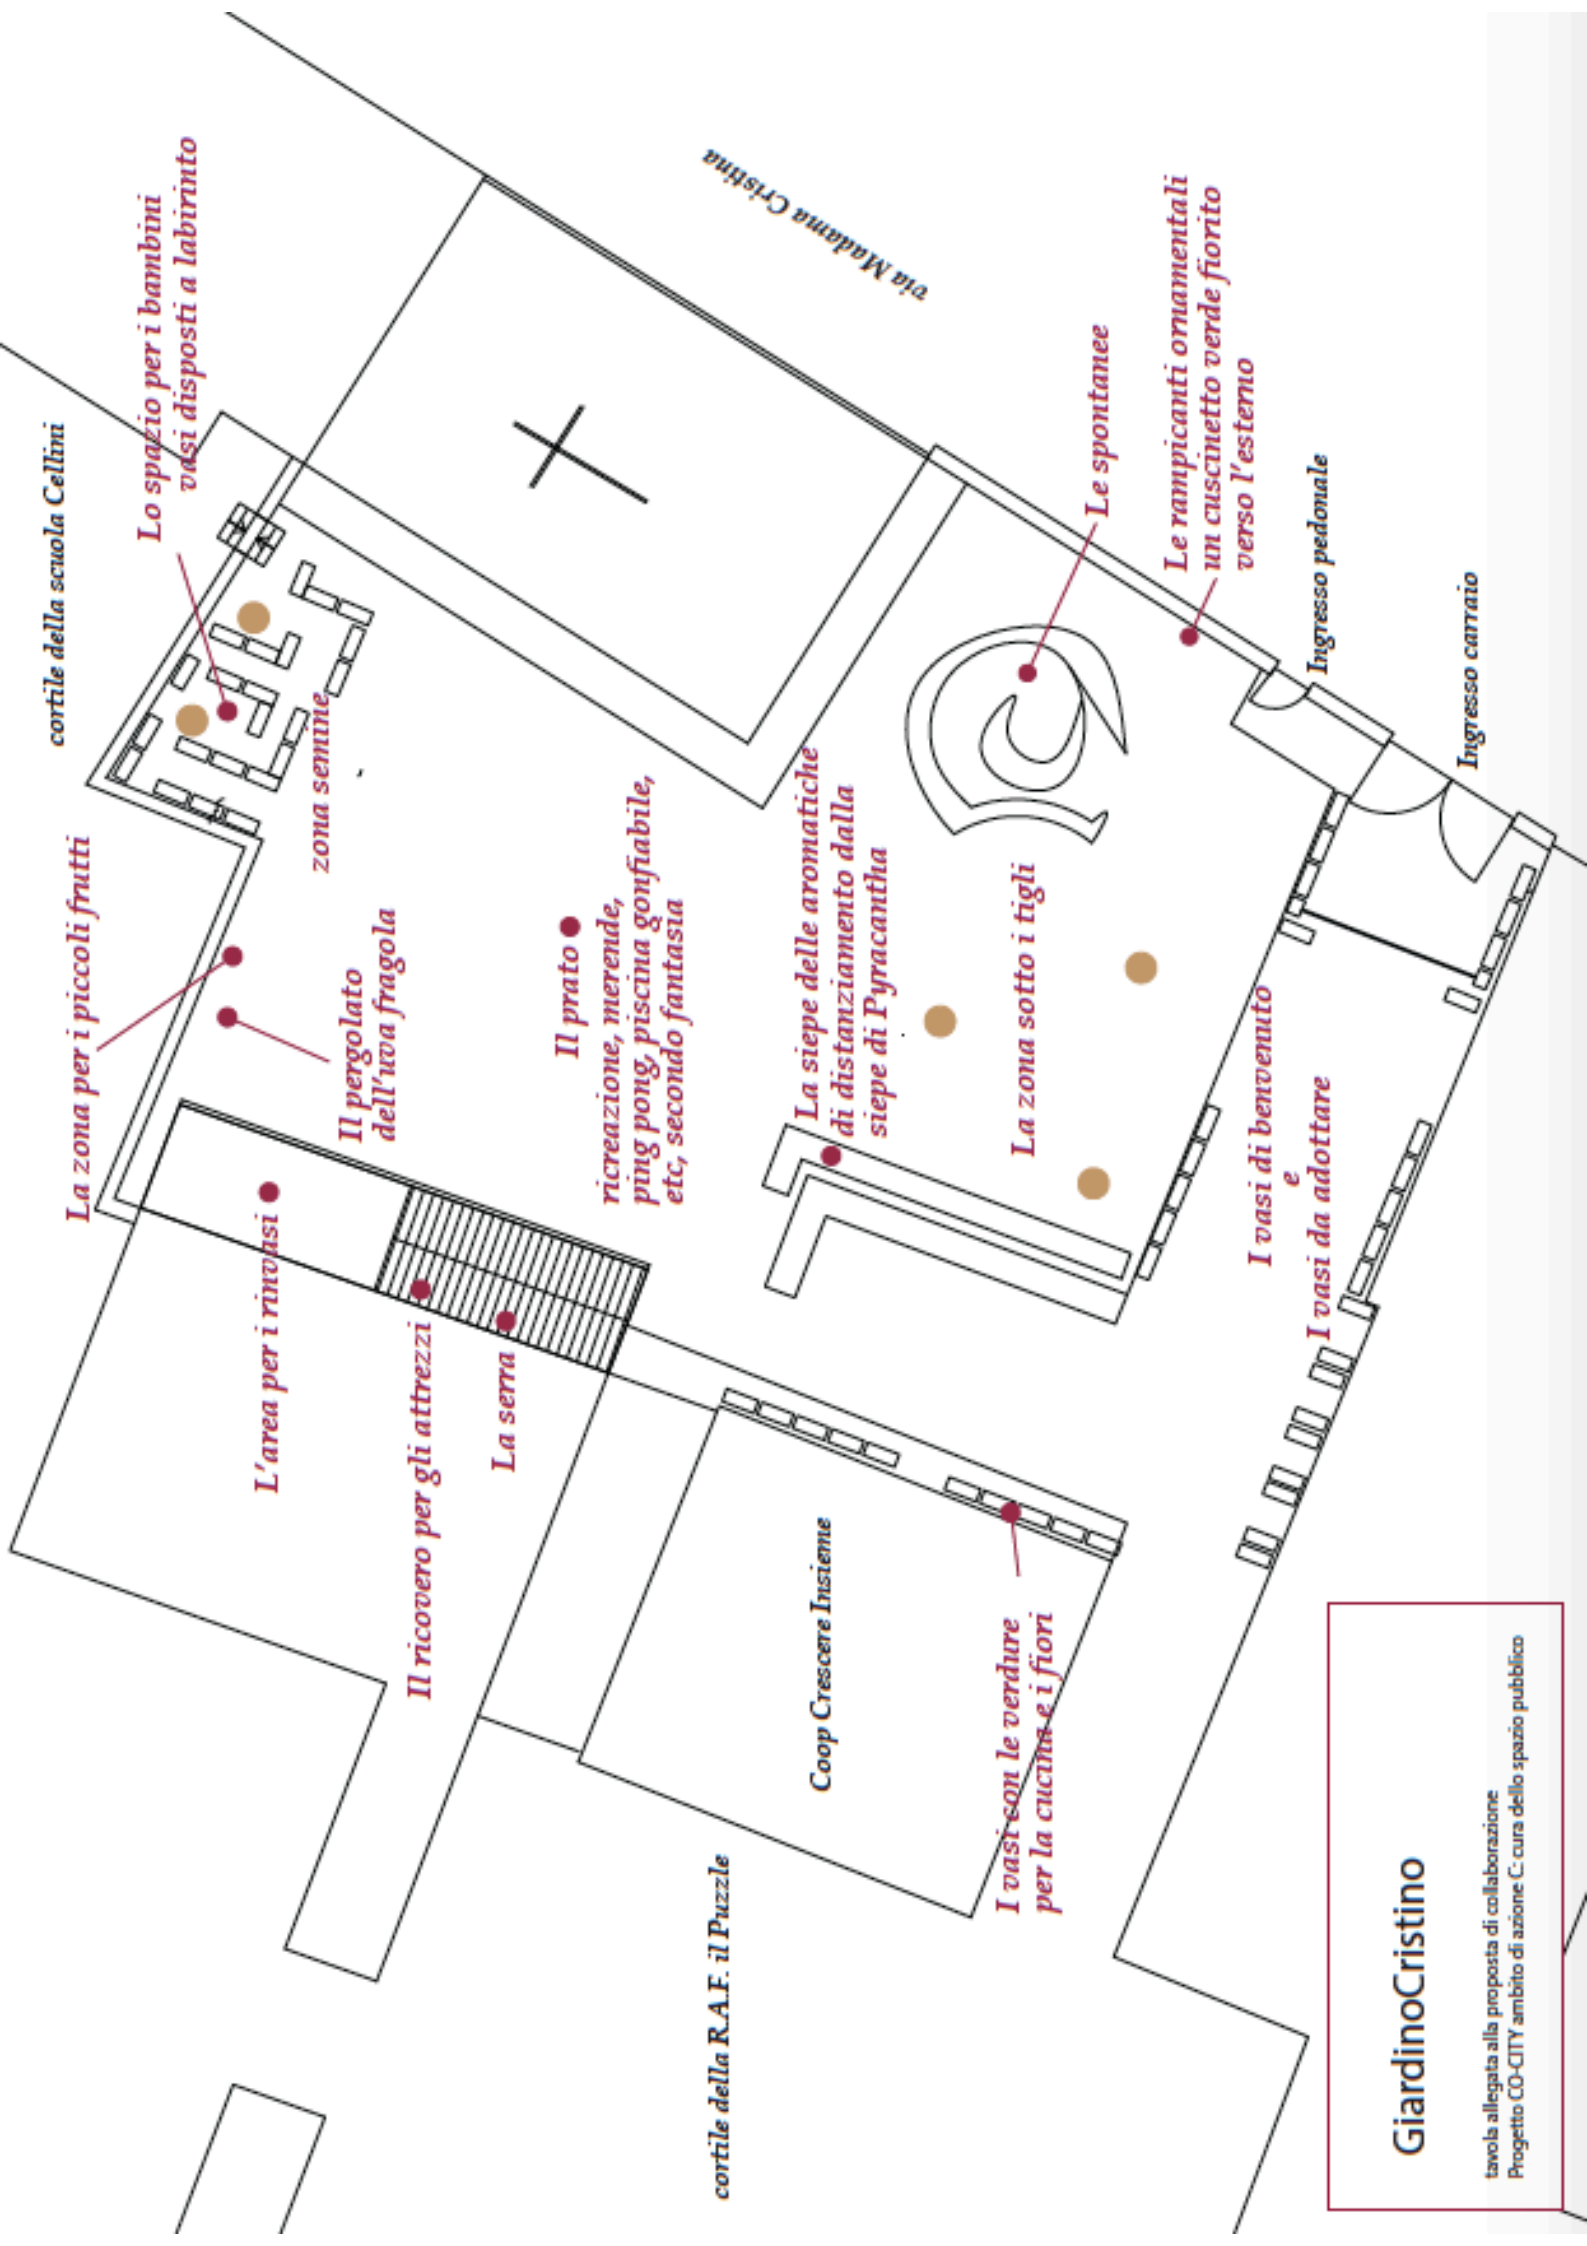 cortile della scuola Cellini
Lo spazio per i bambini
vasi disposti a labirinto
via Madama Cristina
La zona per i piccoli frutti
zona semine
Il pergolato
dell'uva fragola
Il prato
ricreazione, merende,
ping pong, piscina gonfiabile,
etc, secondo fantasia
La siepe delle aromatiche
di distanziamento dalla
siepe di Pyracantha
Le spontanee
Le rampicanti ornamentali
un cuscinetto verde fiorito
verso l'esterno
Ingresso pedonale
Ingresso carraio
La zona sotto i tigli
I vasi di benvenuto
e
I vasi da adottare
L'area per i rinvasi
Il ricovero per gli attrezzi
La serra
Coop Crescere Insieme
I vasi con le verdure
per la cucina e i fiori
cortile della R.A.F. il Puzzle
GiardinoCristino
tavola allegata alla proposta di collaborazione
Progetto CO-CITY ambito di azione C: cura dello spazio pubblico